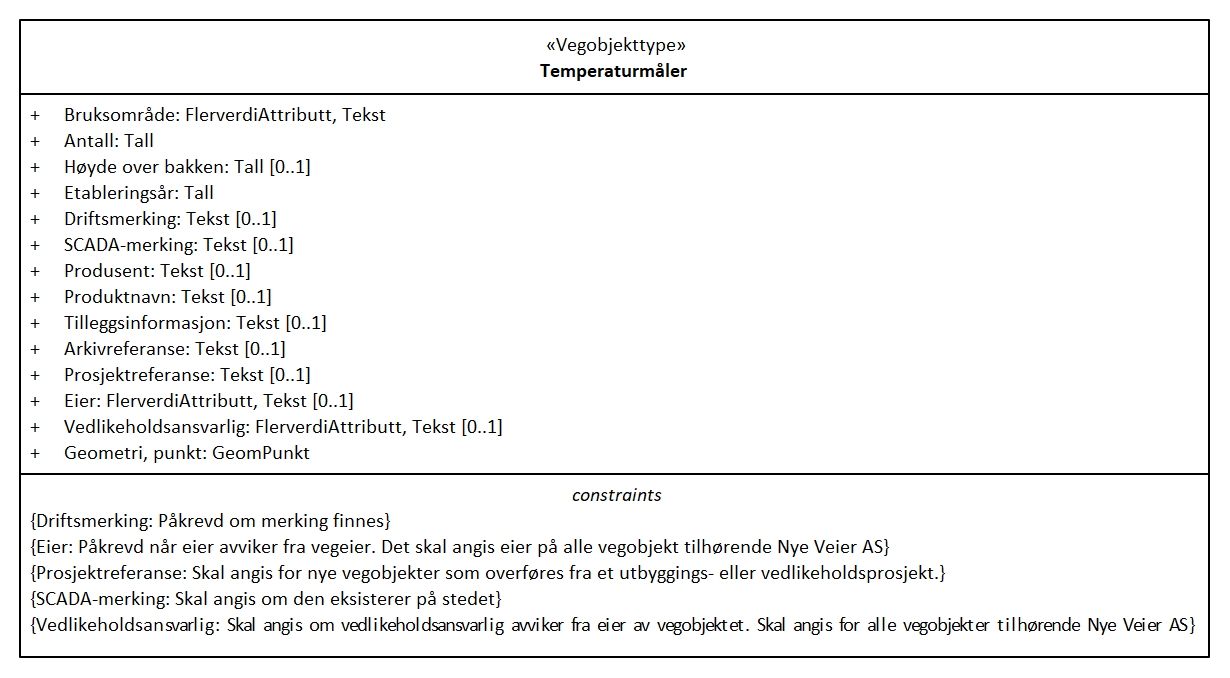 «Vegobjekttype»
Temperaturmåler
+ Bruksområde: FlerverdiAttributt, Tekst
+ Antall: Tall
+ Høyde over bakken: Tall [0..1]
+ Etableringsår: Tall
+ Driftsmerking: Tekst [0..1]
+ SCADA-merking: Tekst [0..1]
+ Produsent: Tekst [0..1]
+ Produktnavn: Tekst [0..1]
+ Tilleggsinformasjon: Tekst [0..1]
+ Arkivreferanse: Tekst [0..1]
+ Prosjektreferanse: Tekst [0..1]
+ Eier: FlerverdiAttributt, Tekst [0..1]
+ Vedlikeholdsansvarlig: FlerverdiAttributt, Tekst [0..1]
+ Geometri, punkt: GeomPunkt
constraints
{Driftsmerking: Påkrevd om merking finnes}
{Eier: Påkrevd når eier avviker fra vegeier. Det skal angis eier på alle vegobjekt tilhørende Nye Veier AS}
{Prosjektreferanse: Skal angis for nye vegobjekter som overføres fra et utbyggings- eller vedlikeholdsprosjekt.}
{SCADA-merking: Skal angis om den eksisterer på stedet}
{Vedlikeholdsansvarlig: Skal angis om vedlikeholdsansvarlig avviker fra eier av vegobjektet. Skal angis for alle vegobjekter tilhørende Nye Veier AS}